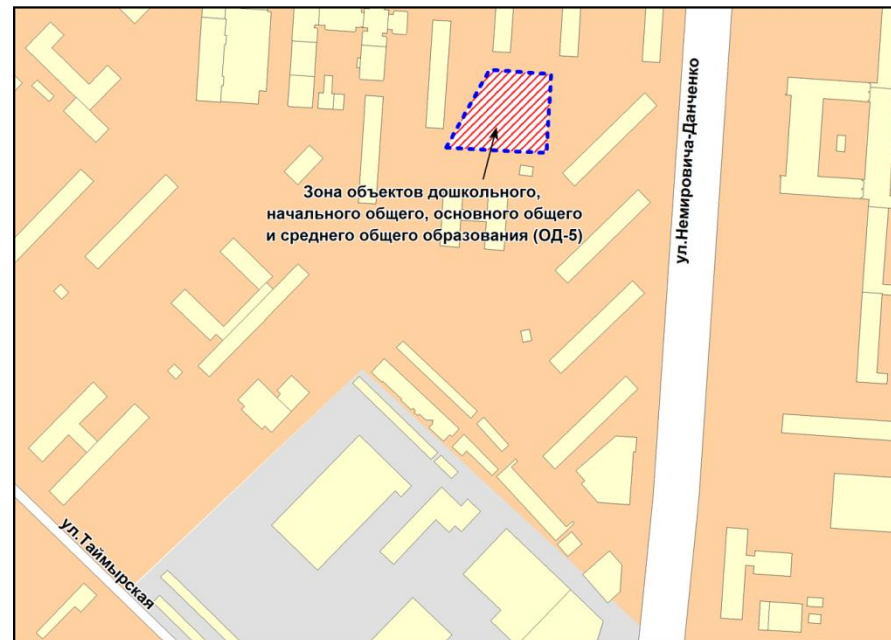 ул.Немировича-Данченко
Зона объектов дошкольного,
начального общего, основного общего
и среднего общего образования (ОД-5)
ул.Таймырская